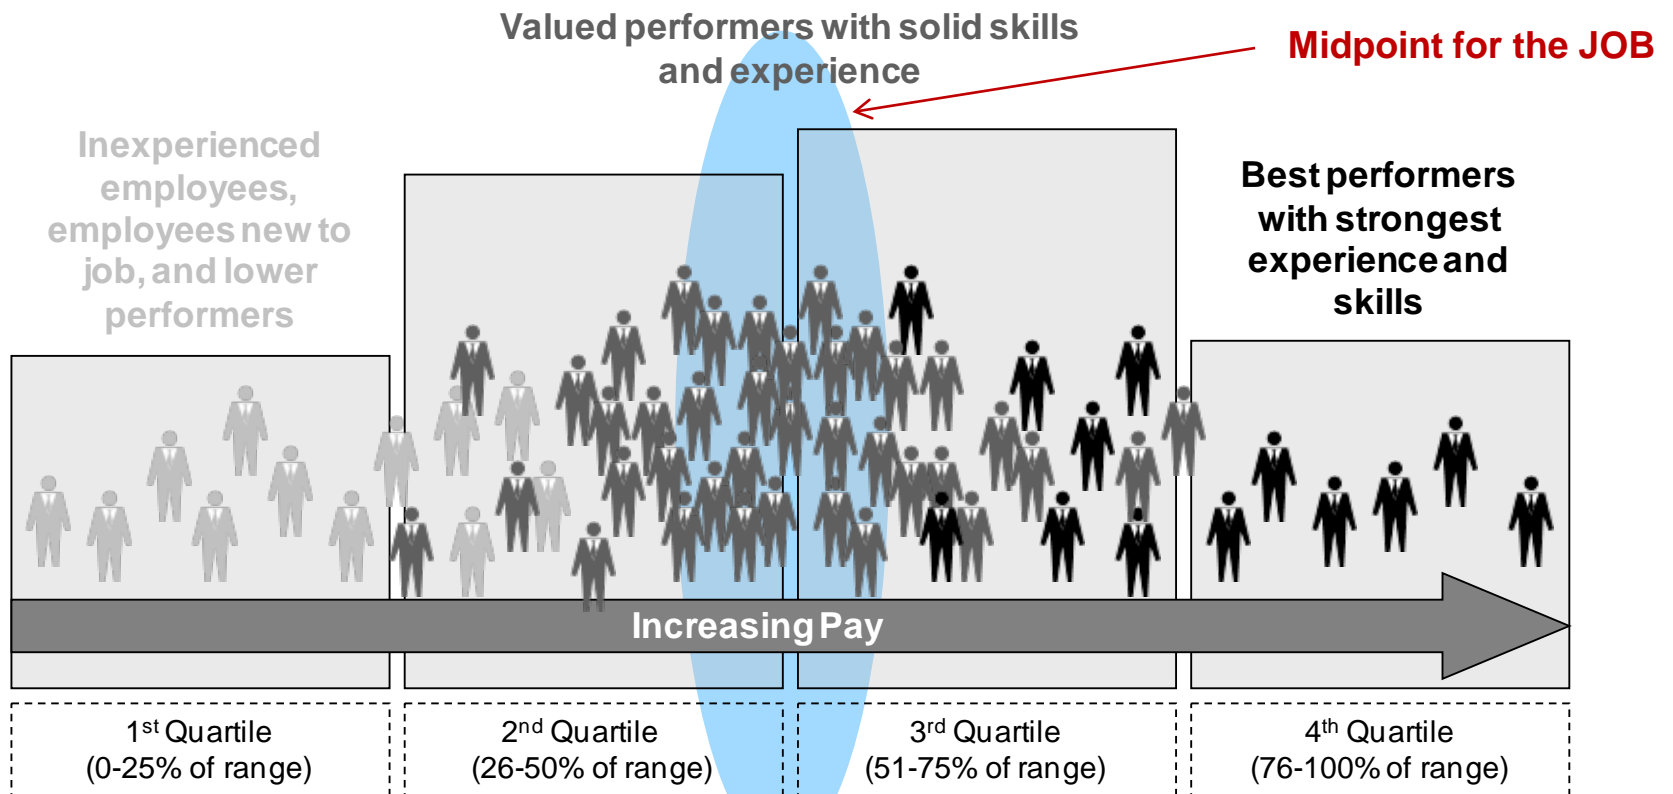 Valued performers with solid skills
and experience
Midpoint for the JOB
Inexperienced
employees,
employees new to
job, and lower
performers
Best performers
with strongest
experience and
skills
Increasing Pay
1st Quartile
(0-25% of range)
2nd Quartile
(26-50% of range)
3rd Quartile
(51-75% of range)
4th Quartile
(76-100% of range)